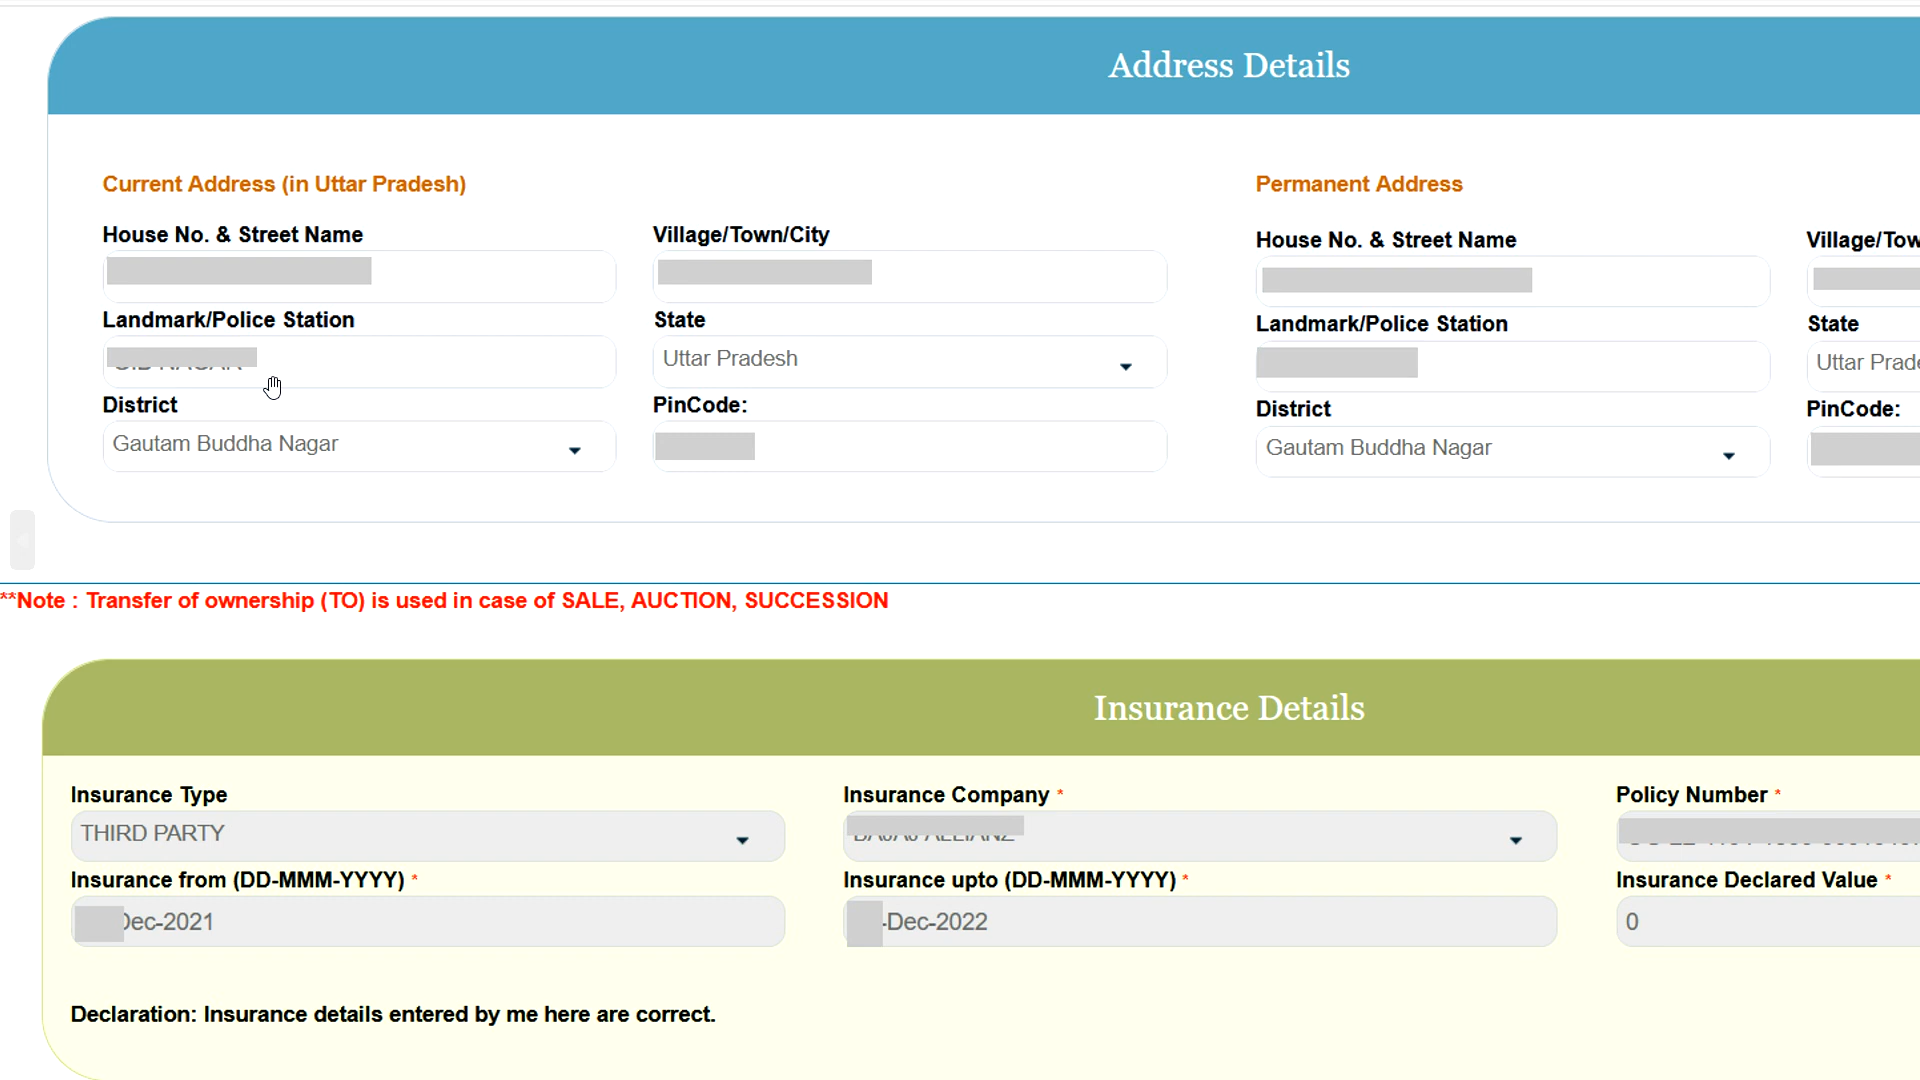 Address Details
Current Address (in Uttar Pradesh)
Permanent Address
House No. & Street Name
Village/Town/City
House No. & Street Name
Village/Tow
Landmark/Police Station
State
Landmark/Police Station
State
Uttar Pradesh
Uttar Prade
District
PinCode:
District
PinCode:
Gautam Buddha Nagar
Gautam Buddha Nagar
**Note : Transfer of ownership (TO) is used in case of SALE, AUCTION, SUCCESSION
Insurance Details
Insurance Type
Insurance Company *
Policy Number *
THIRD PARTY
Insurance from (DD-MMM-YYYY) *
Insurance upto (DD-MMM-YYYY) *
Insurance Declared Value *
Dec-2021
-Dec-2022
0
Declaration: Insurance details entered by me here are correct.